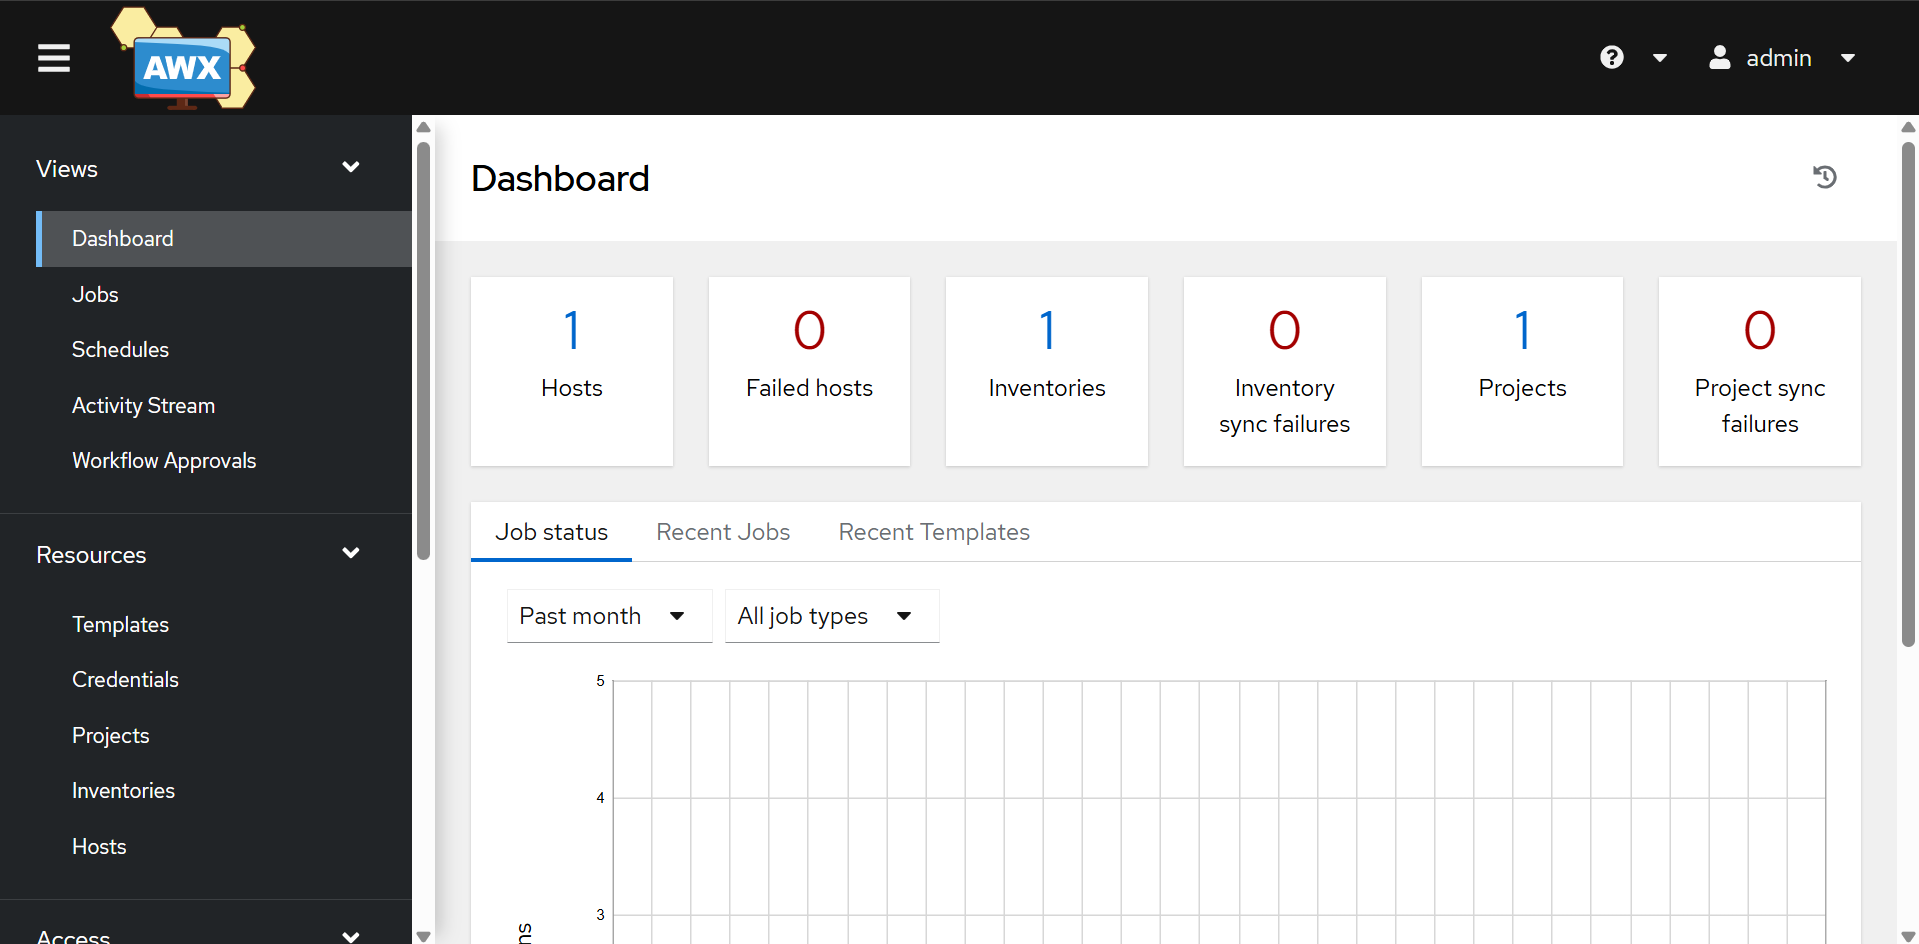 AWX
admin
Views
Dashboard
Jobs
Schedules
Activity Stream
Workflow Approvals
Resources
Templates
Credentials
Projects
Inventories
Hosts
Access
Dashboard
1
Hosts
0
Failed hosts
1
Inventories
0
Inventory
sync failures
1
Projects
0
Project sync
failures
Job status Recent Jobs Recent Templates
Past month All job types
5
4
3